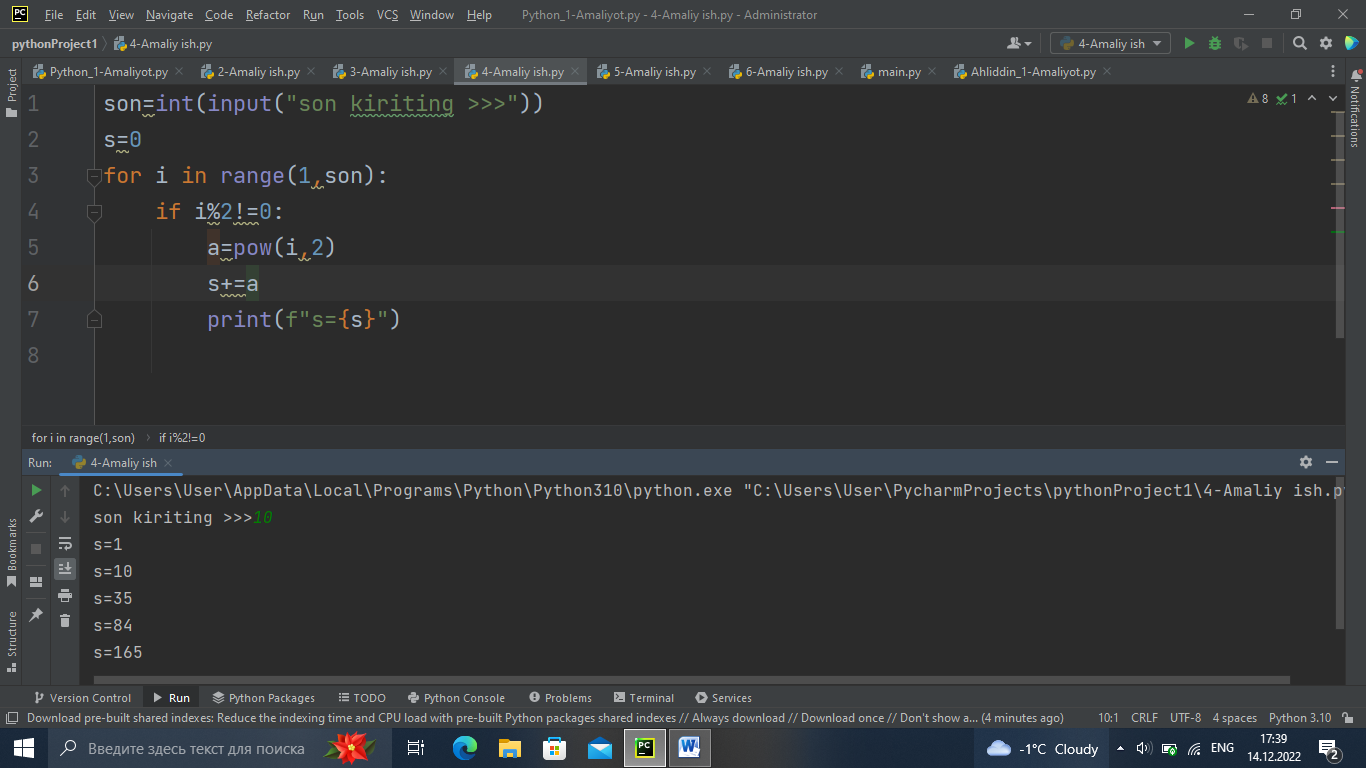 PC File Edit View Navigate Code Refactor Run Tools VCS Window Help Python_1-Amaliyot.py - 4-Amaliy ish.py - Administrator
pythonProject1 4-Amaliy ish.py 4-Amaliy ish
Project Python_1-Amaliyot.py 2-Amaliy ish.py 3-Amaliy ish.py 4-Amaliy ish.py 5-Amaliy ish.py 6-Amaliy ish.py main.py Ahliddin_1-Amaliyot.py Notifications
1 son=int(input("son kiriting >>>")) 8 1
2 s=0
3 for i in range(1,son):
4     if i%2!=0:
5         a=pow(i,2)
6         s+=a
7         print(f"s={s}")
8
for i in range(1,son) › if i%2!=0
Run: 4-Amaliy ish
C:\Users\User\AppData\Local\Programs\Python\Python310\python.exe "C:\Users\User\PycharmProjects\pythonProject1\4-Amaliy ish.p
son kiriting >>>10
s=1
s=10
s=35
s=84
s=165
Bookmarks
Structure
Version Control Run Python Packages TODO Python Console Problems Terminal Services
Download pre-built shared indexes: Reduce the indexing time and CPU load with pre-built Python packages shared indexes // Always download // Download once // Don't show a... (4 minutes ago) 10:1 CRLF UTF-8 4 spaces Python 3.10
Введите здесь текст для поиска PC W -1°C Cloudy ENG 17:39
14.12.2022 2